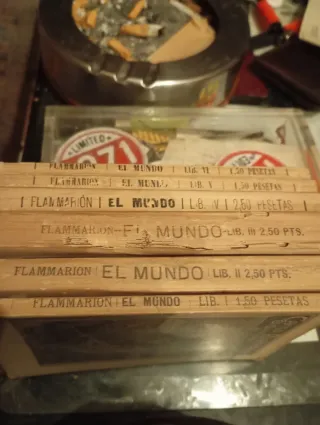 LIMITED
FLAMMARION EL MUNDO LIB. VI 1,50 PESETAS
FLAMMARION EL MUNDO LIB. V 1,50 PESETAS
FLAMMARION EL MUNDO LIB. IV 2,50 PESETAS
FLAMMARION-EL MUNDO-LIB. III 2,50 PTS.
FLAMMARION EL MUNDO LIB. II 2,50 PTS.
FLAMMARION EL MUNDO LIB. I 1,50 PESETAS